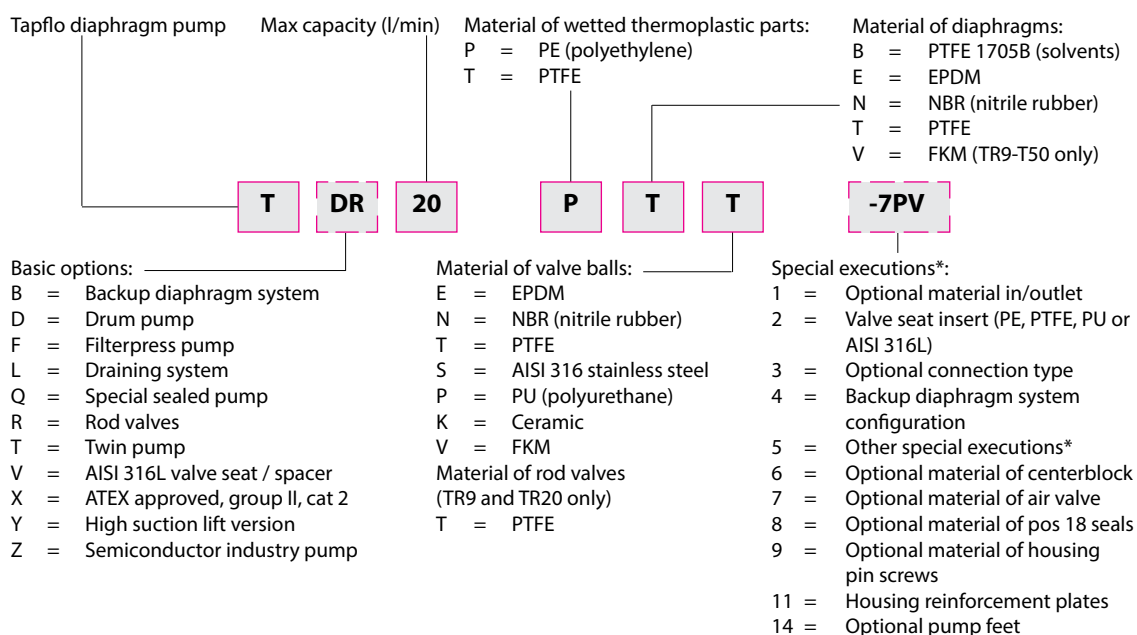 Tapflo diaphragm pump
Max capacity (l/min)
Material of wetted thermoplastic parts:
P = PE (polyethylene)
T = PTFE
Material of diaphragms:
B = PTFE 1705B (solvents)
E = EPDM
N = NBR (nitrile rubber)
T = PTFE
V = FKM (TR9-T50 only)
T DR 20 P T T -7PV
Basic options:
B = Backup diaphragm system
D = Drum pump
F = Filterpress pump
L = Draining system
Q = Special sealed pump
R = Rod valves
T = Twin pump
V = AISI 316L valve seat / spacer
X = ATEX approved, group II, cat 2
Y = High suction lift version
Z = Semiconductor industry pump
Material of valve balls:
E = EPDM
N = NBR (nitrile rubber)
T = PTFE
S = AISI 316 stainless steel
P = PU (polyurethane)
K = Ceramic
V = FKM
Material of rod valves
(TR9 and TR20 only)
T = PTFE
Special executions*:
1 = Optional material in/outlet
2 = Valve seat insert (PE, PTFE, PU or
AISI 316L)
3 = Optional connection type
4 = Backup diaphragm system
configuration
5 = Other special executions*
6 = Optional material of centerblock
7 = Optional material of air valve
8 = Optional material of pos 18 seals
9 = Optional material of housing
pin screws
11 = Housing reinforcement plates
14 = Optional pump feet